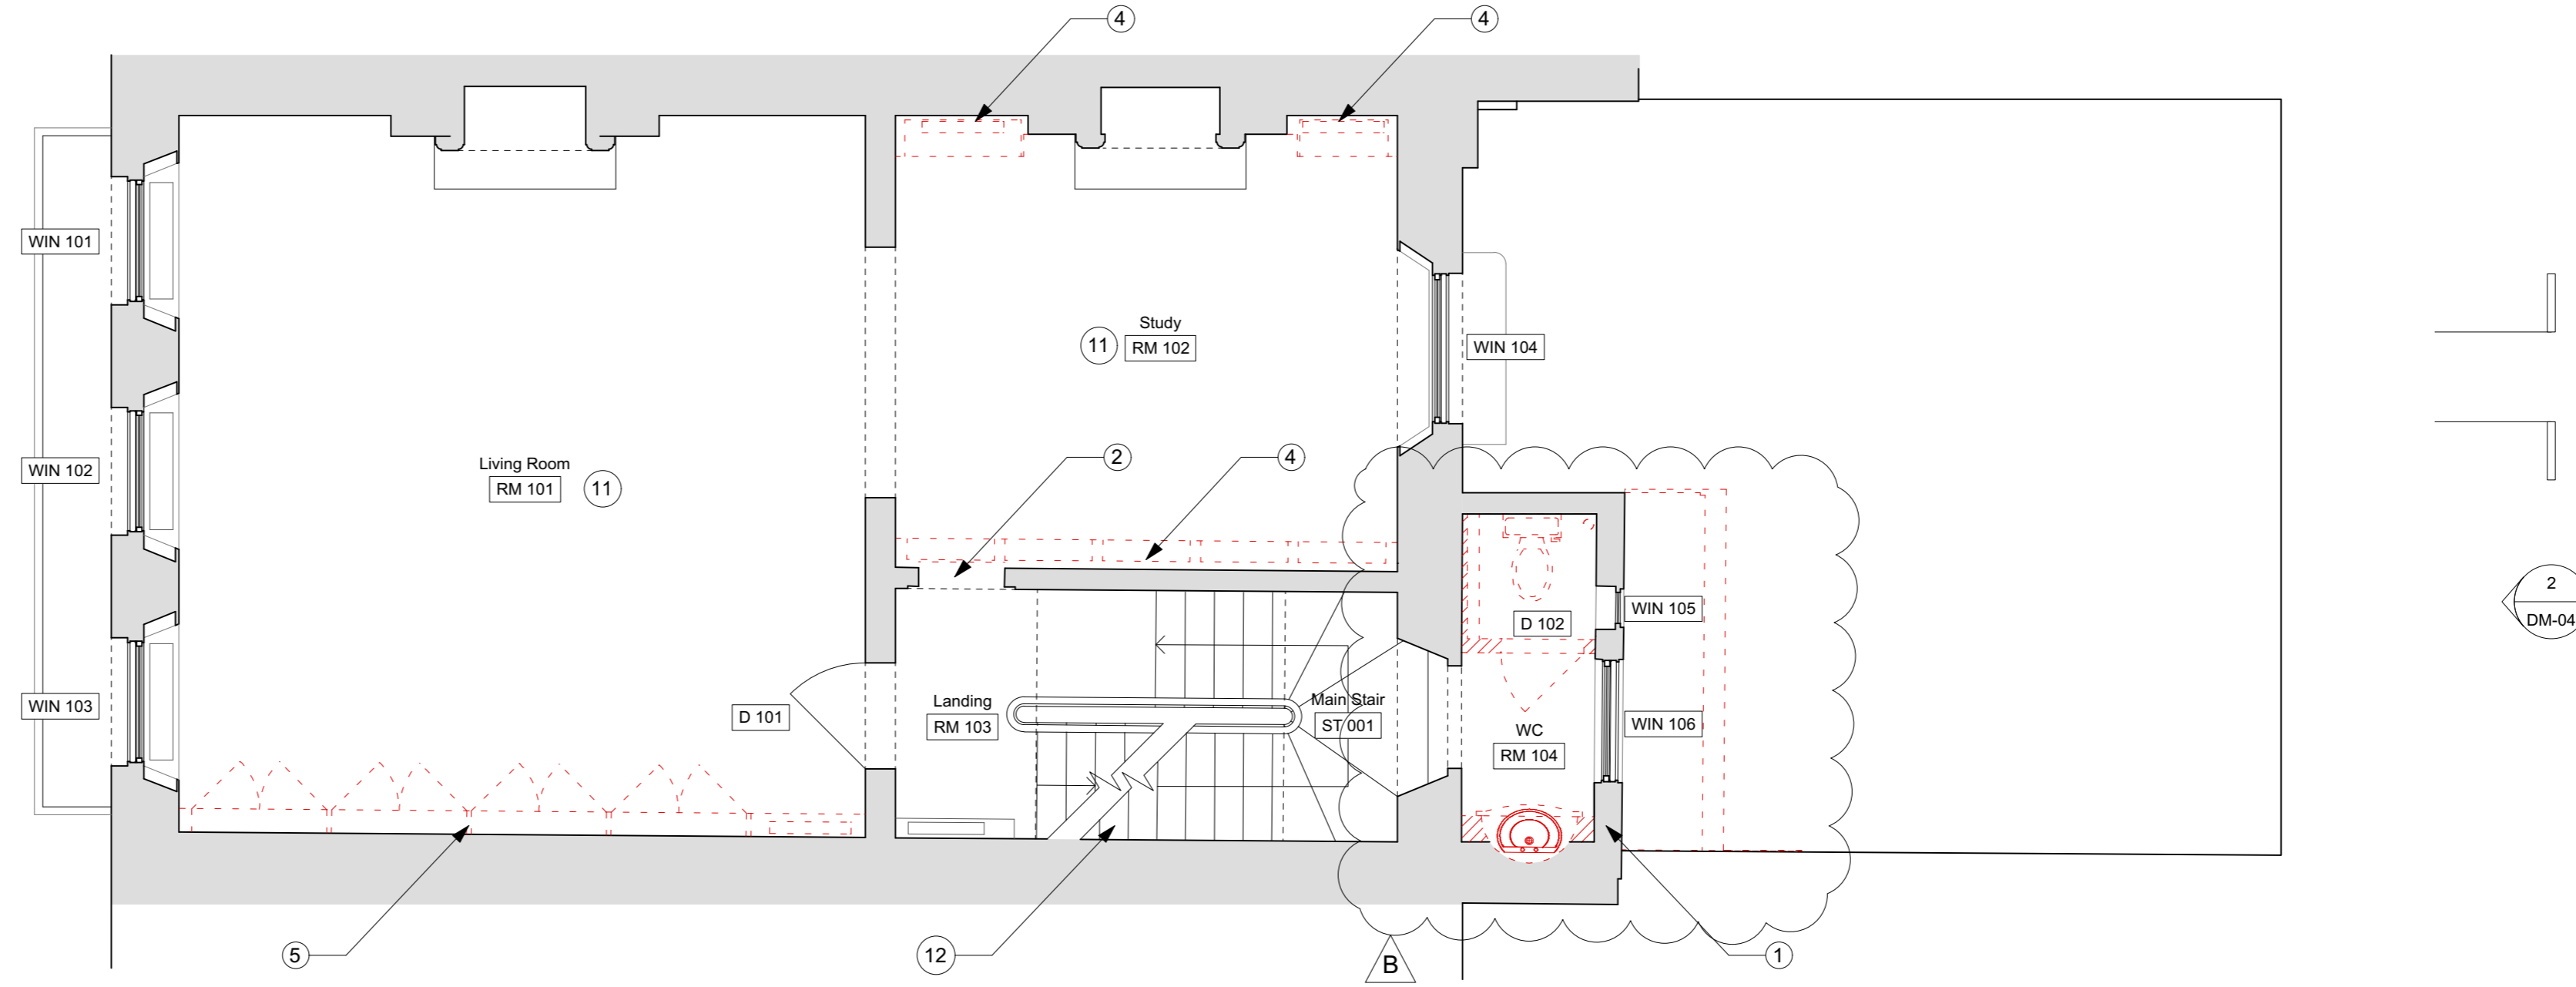 4
4
WIN 101
Study
11
RM 102
WIN 104
Living Room
RM 101
11
WIN 102
2
4
2
DM-04
WIN 105
D 102
WIN 103
D 101
Landing
RM 103
Main Stair
ST 001
WC
RM 104
WIN 106
5
12
B
1